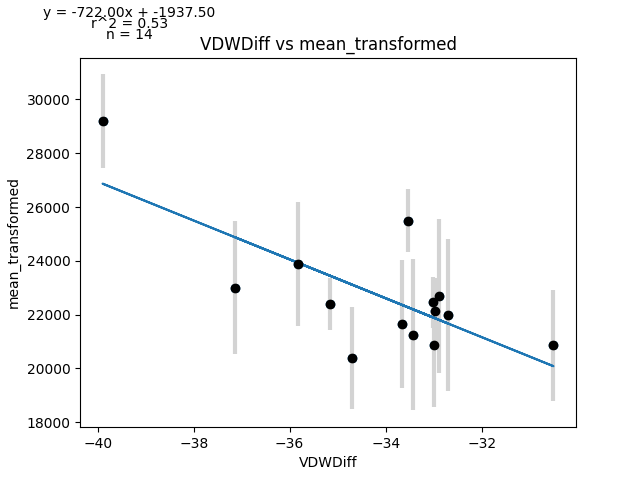 y = -722.00x + -1937.50
r^2 = 0.53
n = 14
VDWDiff vs mean_transformed
30000
28000
26000
24000
22000
20000
18000
mean_transformed
−40
−38
−36
−34
−32
VDWDiff